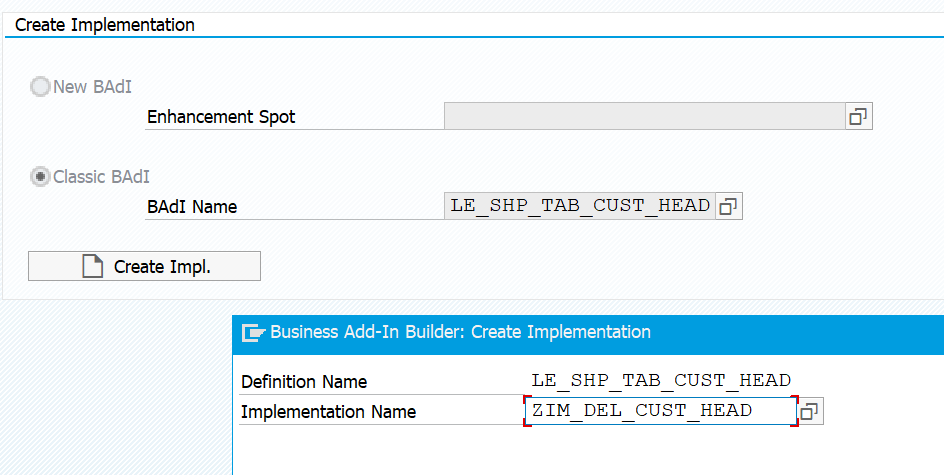 Create Implementation
New BAdI
Enhancement Spot
Classic BAdI
BAdI Name LE_SHP_TAB_CUST_HEAD
Create Impl.
Business Add-In Builder: Create Implementation
Definition Name LE_SHP_TAB_CUST_HEAD
Implementation Name ZIM_DEL_CUST_HEAD